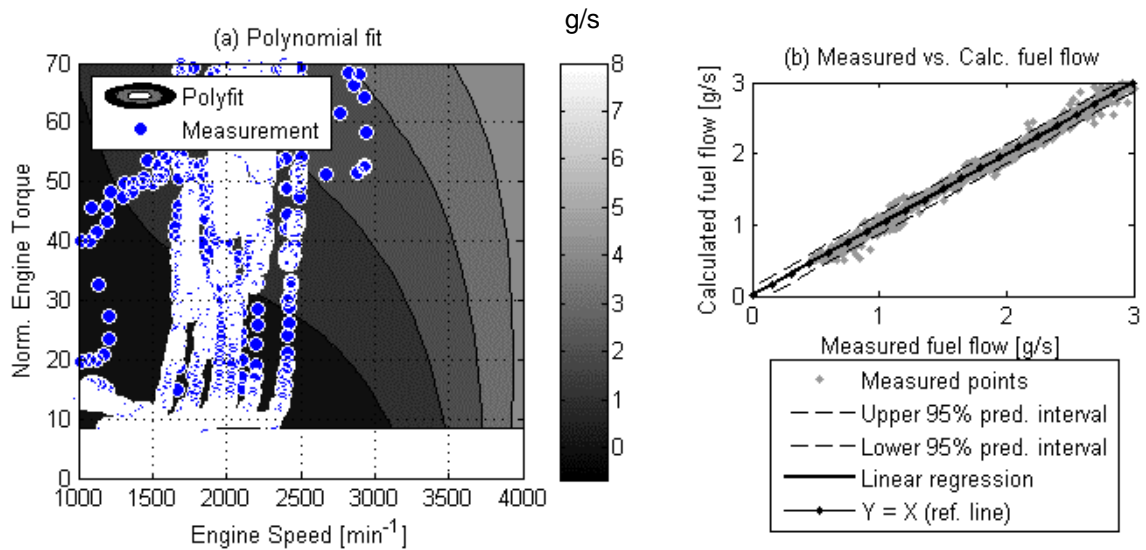 g/s
(a) Polynomial fit
Norm. Engine Torque
70
60
50
40
30
20
10
0
1000
1500
2000
2500
3000
3500
4000
Engine Speed [min-1]
Polyfit
Measurement
8
7
6
5
4
3
2
1
0
(b) Measured vs. Calc. fuel flow
Calculated fuel flow [g/s]
3
2
1
0
0
1
2
3
Measured fuel flow [g/s]
Measured points
Upper 95% pred. interval
Lower 95% pred. interval
Linear regression
Y = X (ref. line)